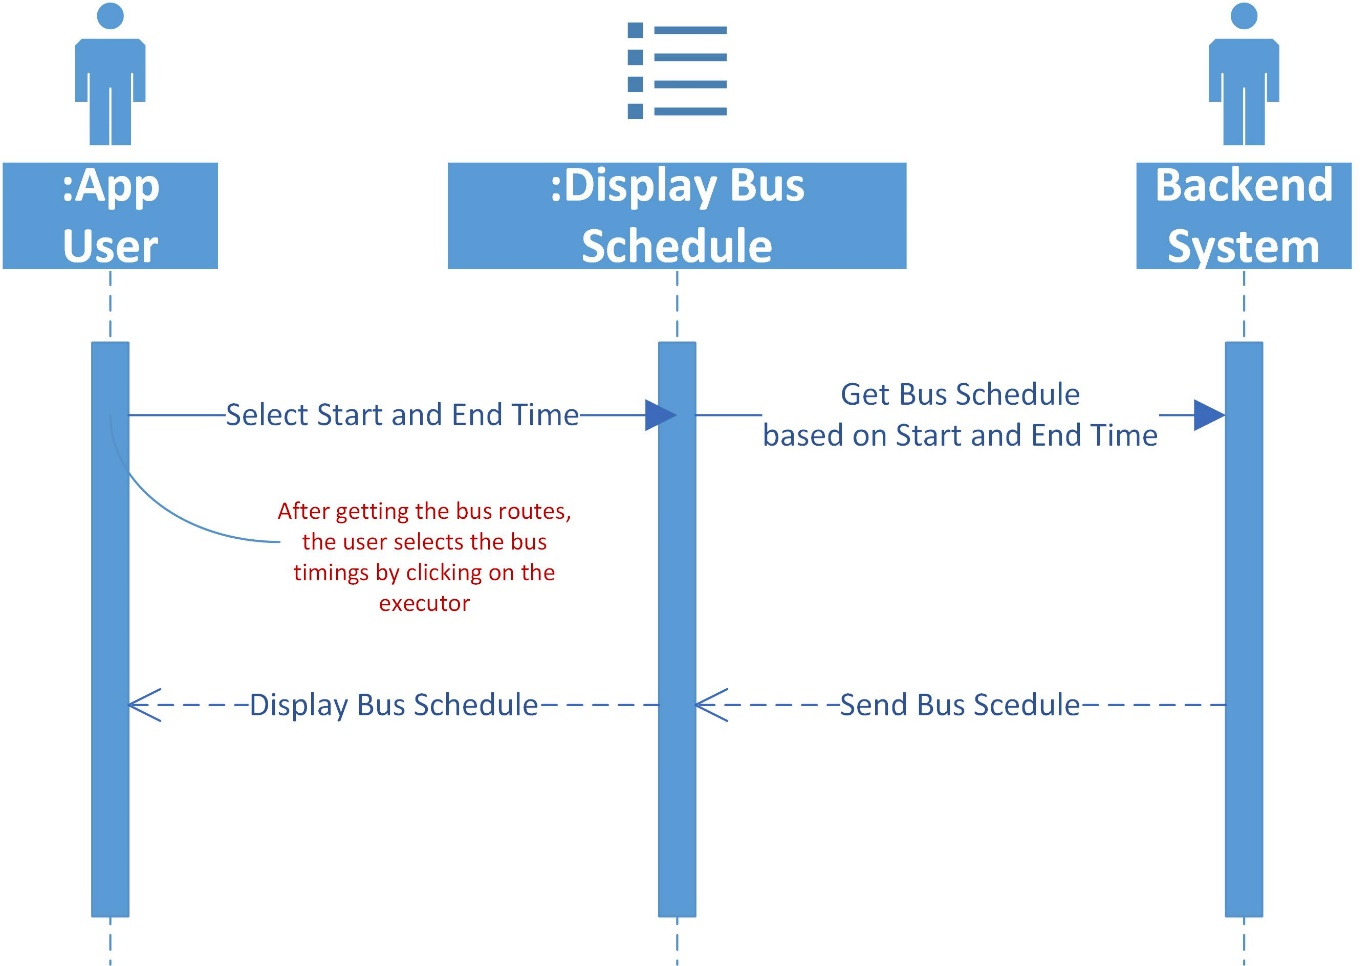 :App
User
:Display Bus
Schedule
Backend
System
Select Start and End Time
Get Bus Schedule
based on Start and End Time
After getting the bus routes,
the user selects the bus
timings by clicking on the
executor
Display Bus Schedule
Send Bus Scedule